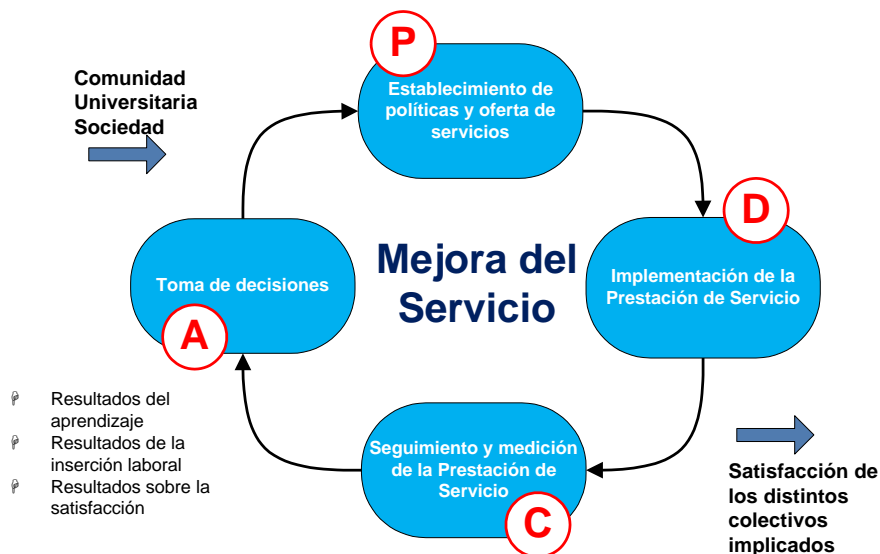 P
Comunidad
Universitaria
Sociedad
Establecimiento de
políticas y oferta de
servicios
D
Mejora del
Servicio
Toma de decisiones
Implementación de la
Prestación de Servicio
A
Resultados del
aprendizaje
Resultados de la
inserción laboral
Resultados sobre la
satisfacción
Seguimiento y medición
de la Prestación de
Servicio
C
Satisfacción de
los distintos
colectivos
implicados